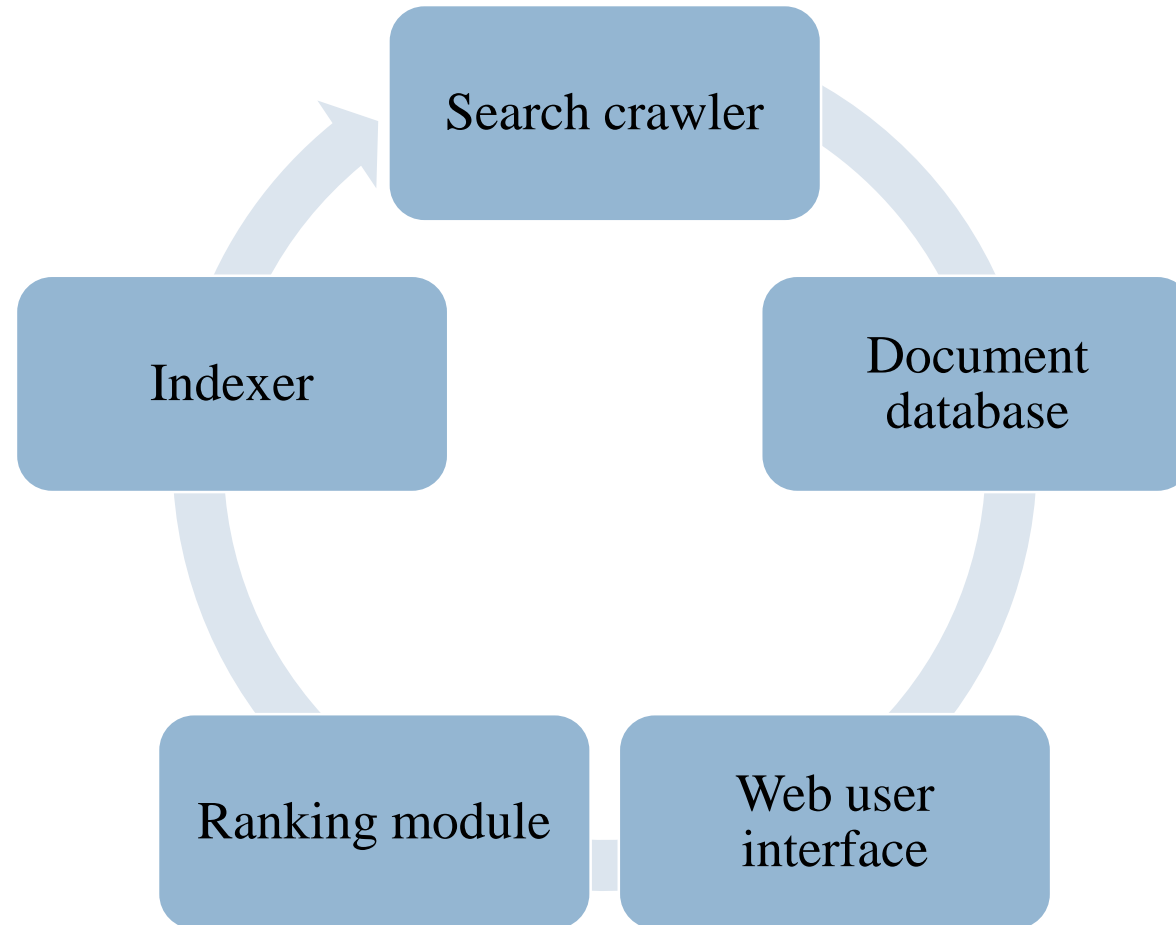 Search crawler
Document
database
Web user
interface
Ranking module
Indexer